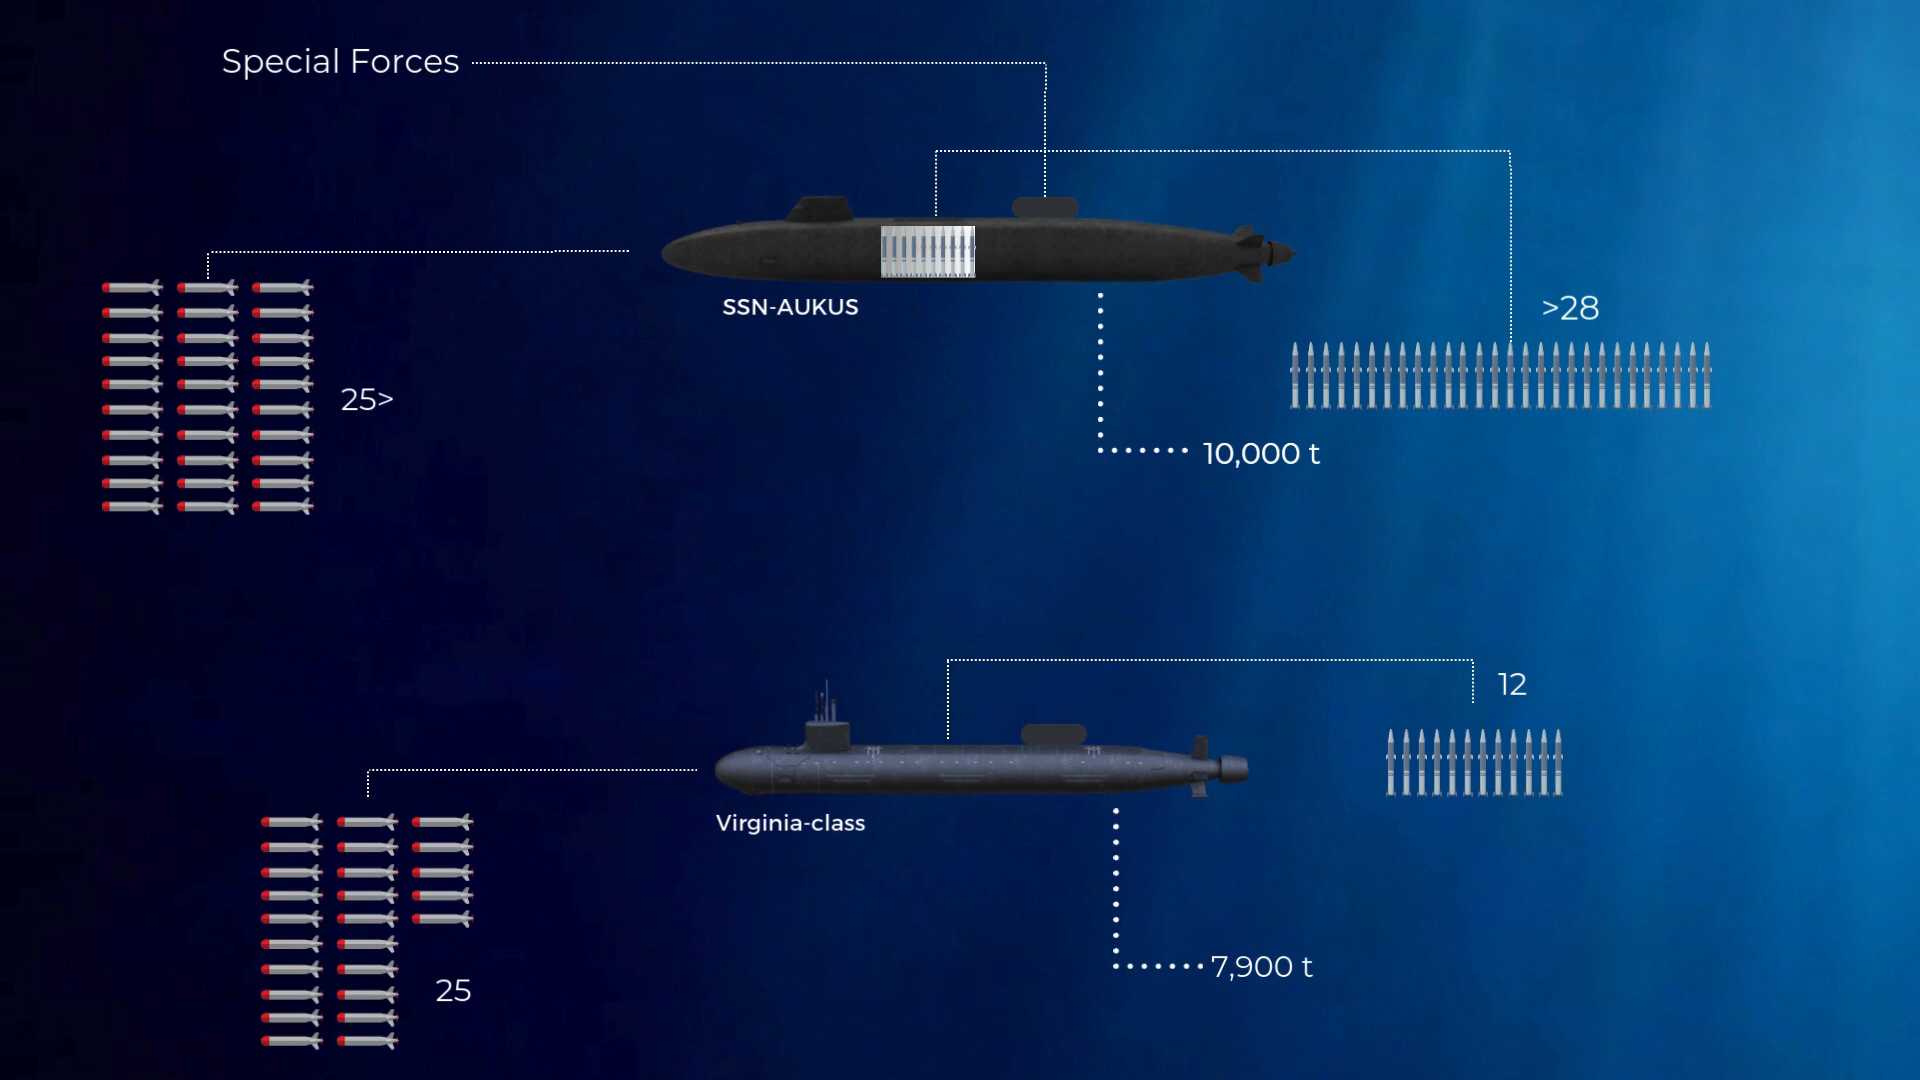 Special Forces
SSN-AUKUS
>28
25>
10,000 t
12
Virginia-class
7,900 t
25